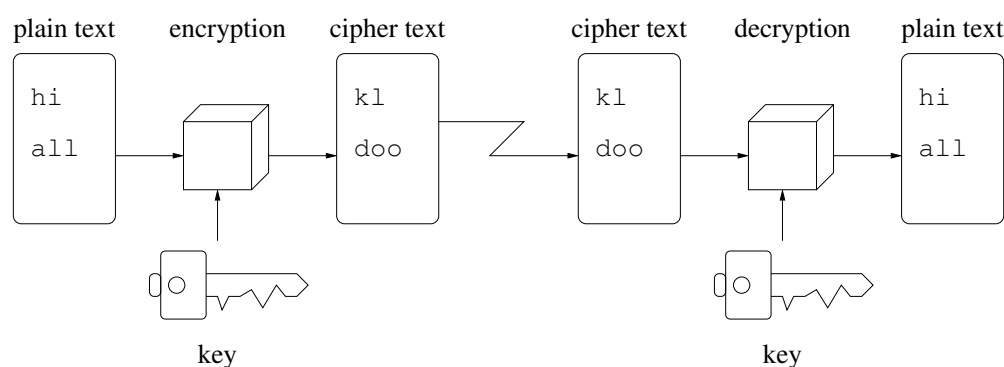 plain text encryption cipher text cipher text decryption plain text
hi kl kl hi
all doo doo all
key key